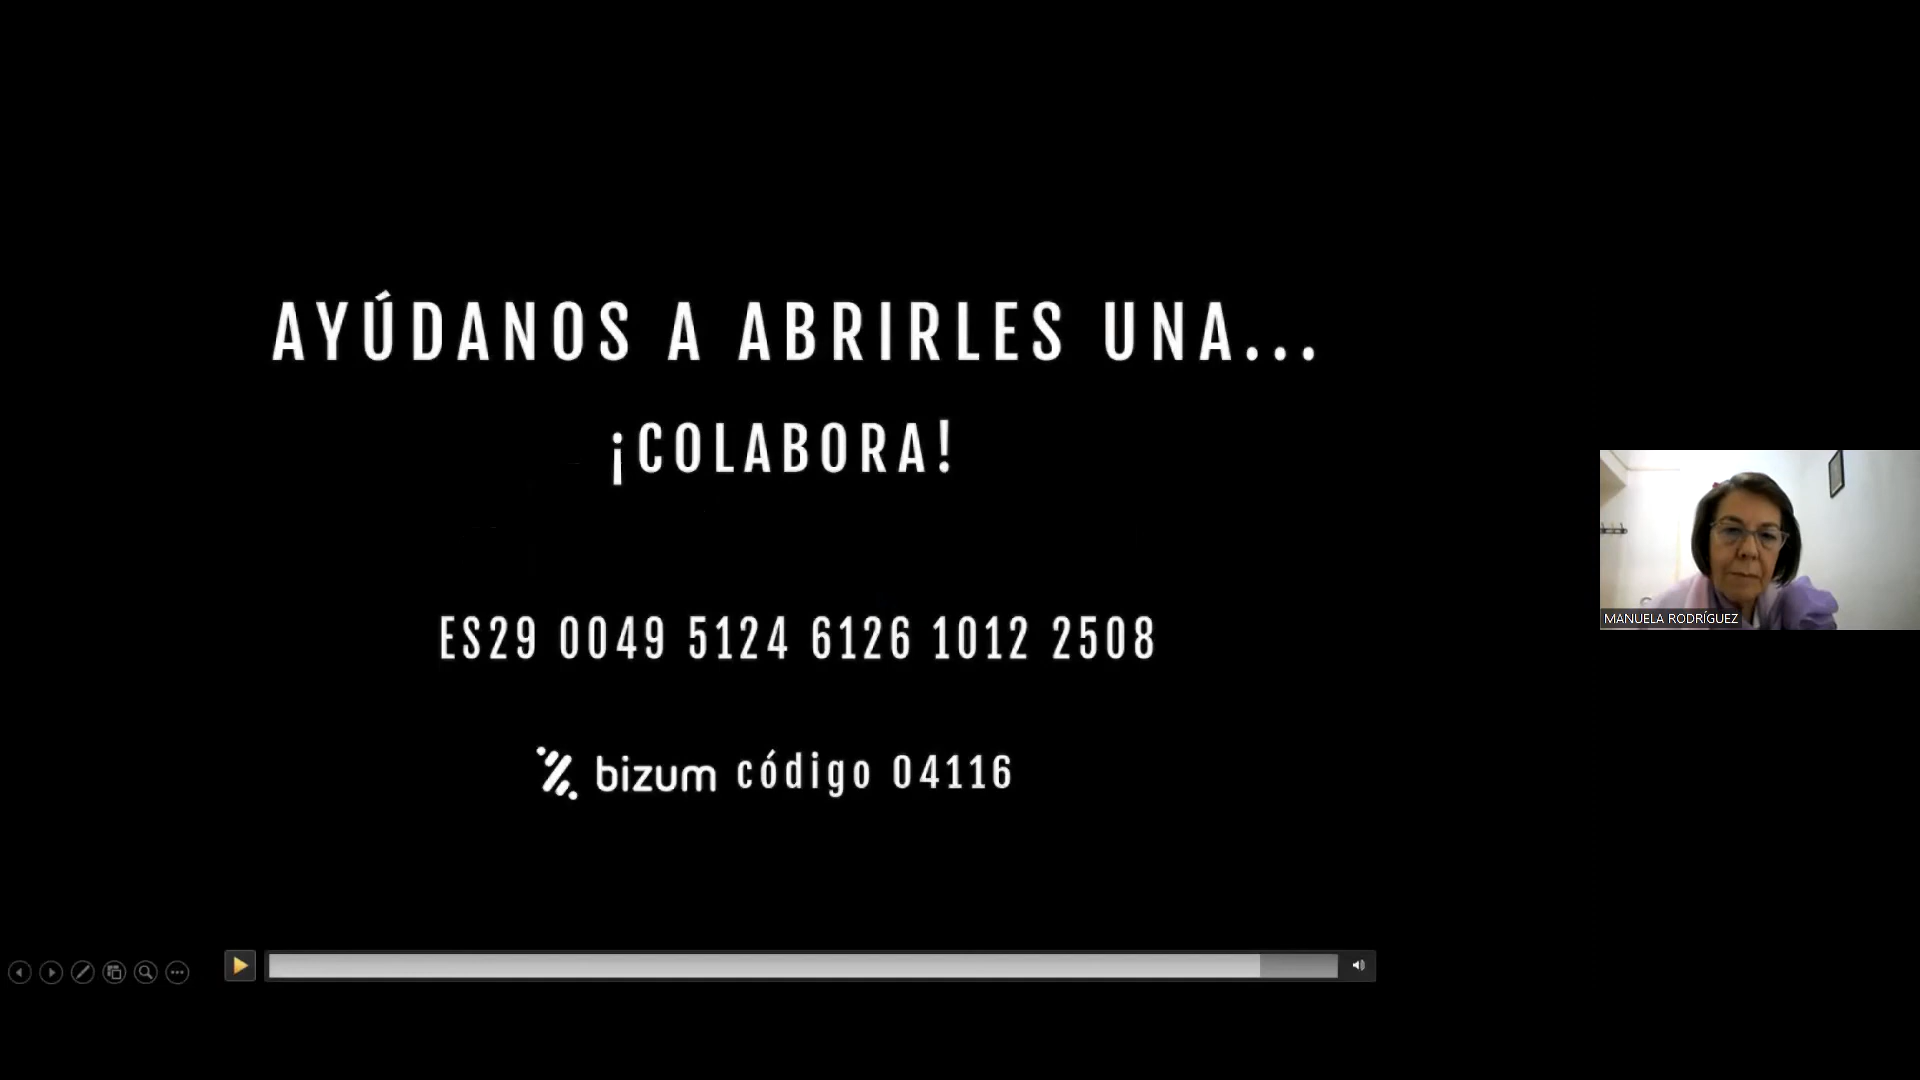 AYÚDANOS A ABRIRLES UNA...
¡COLABORA!
ES29 0049 5124 6126 1012 2508
bizum código 04116
MANUELA RODRÍGUEZ